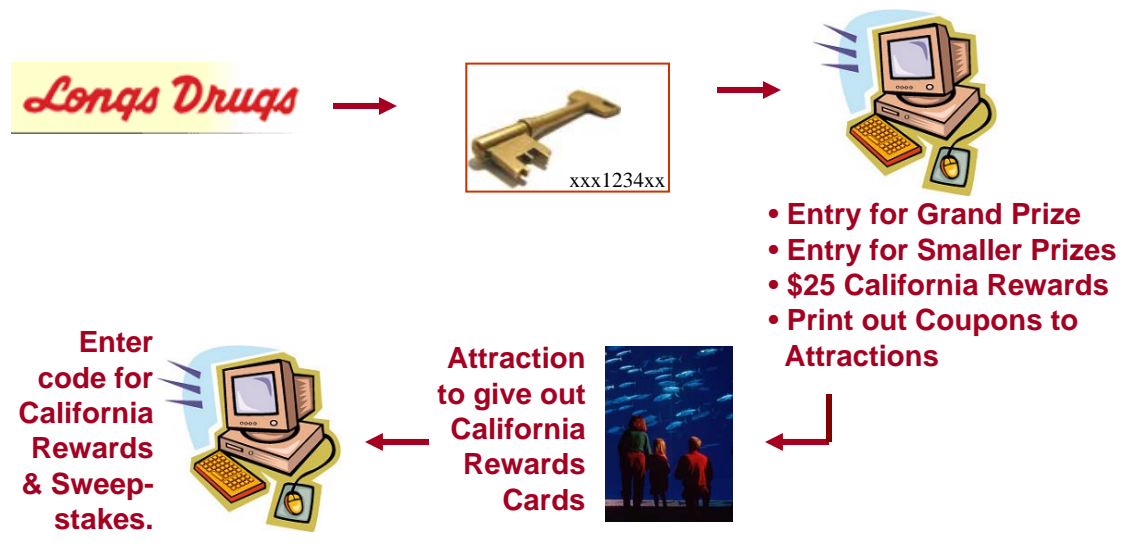 Longs Drugs
xxx1234xx
• Entry for Grand Prize
• Entry for Smaller Prizes
• $25 California Rewards
• Print out Coupons to
Attractions
Attraction
to give out
California
Rewards
Cards
Enter
code for
California
Rewards
& Sweep-
stakes.